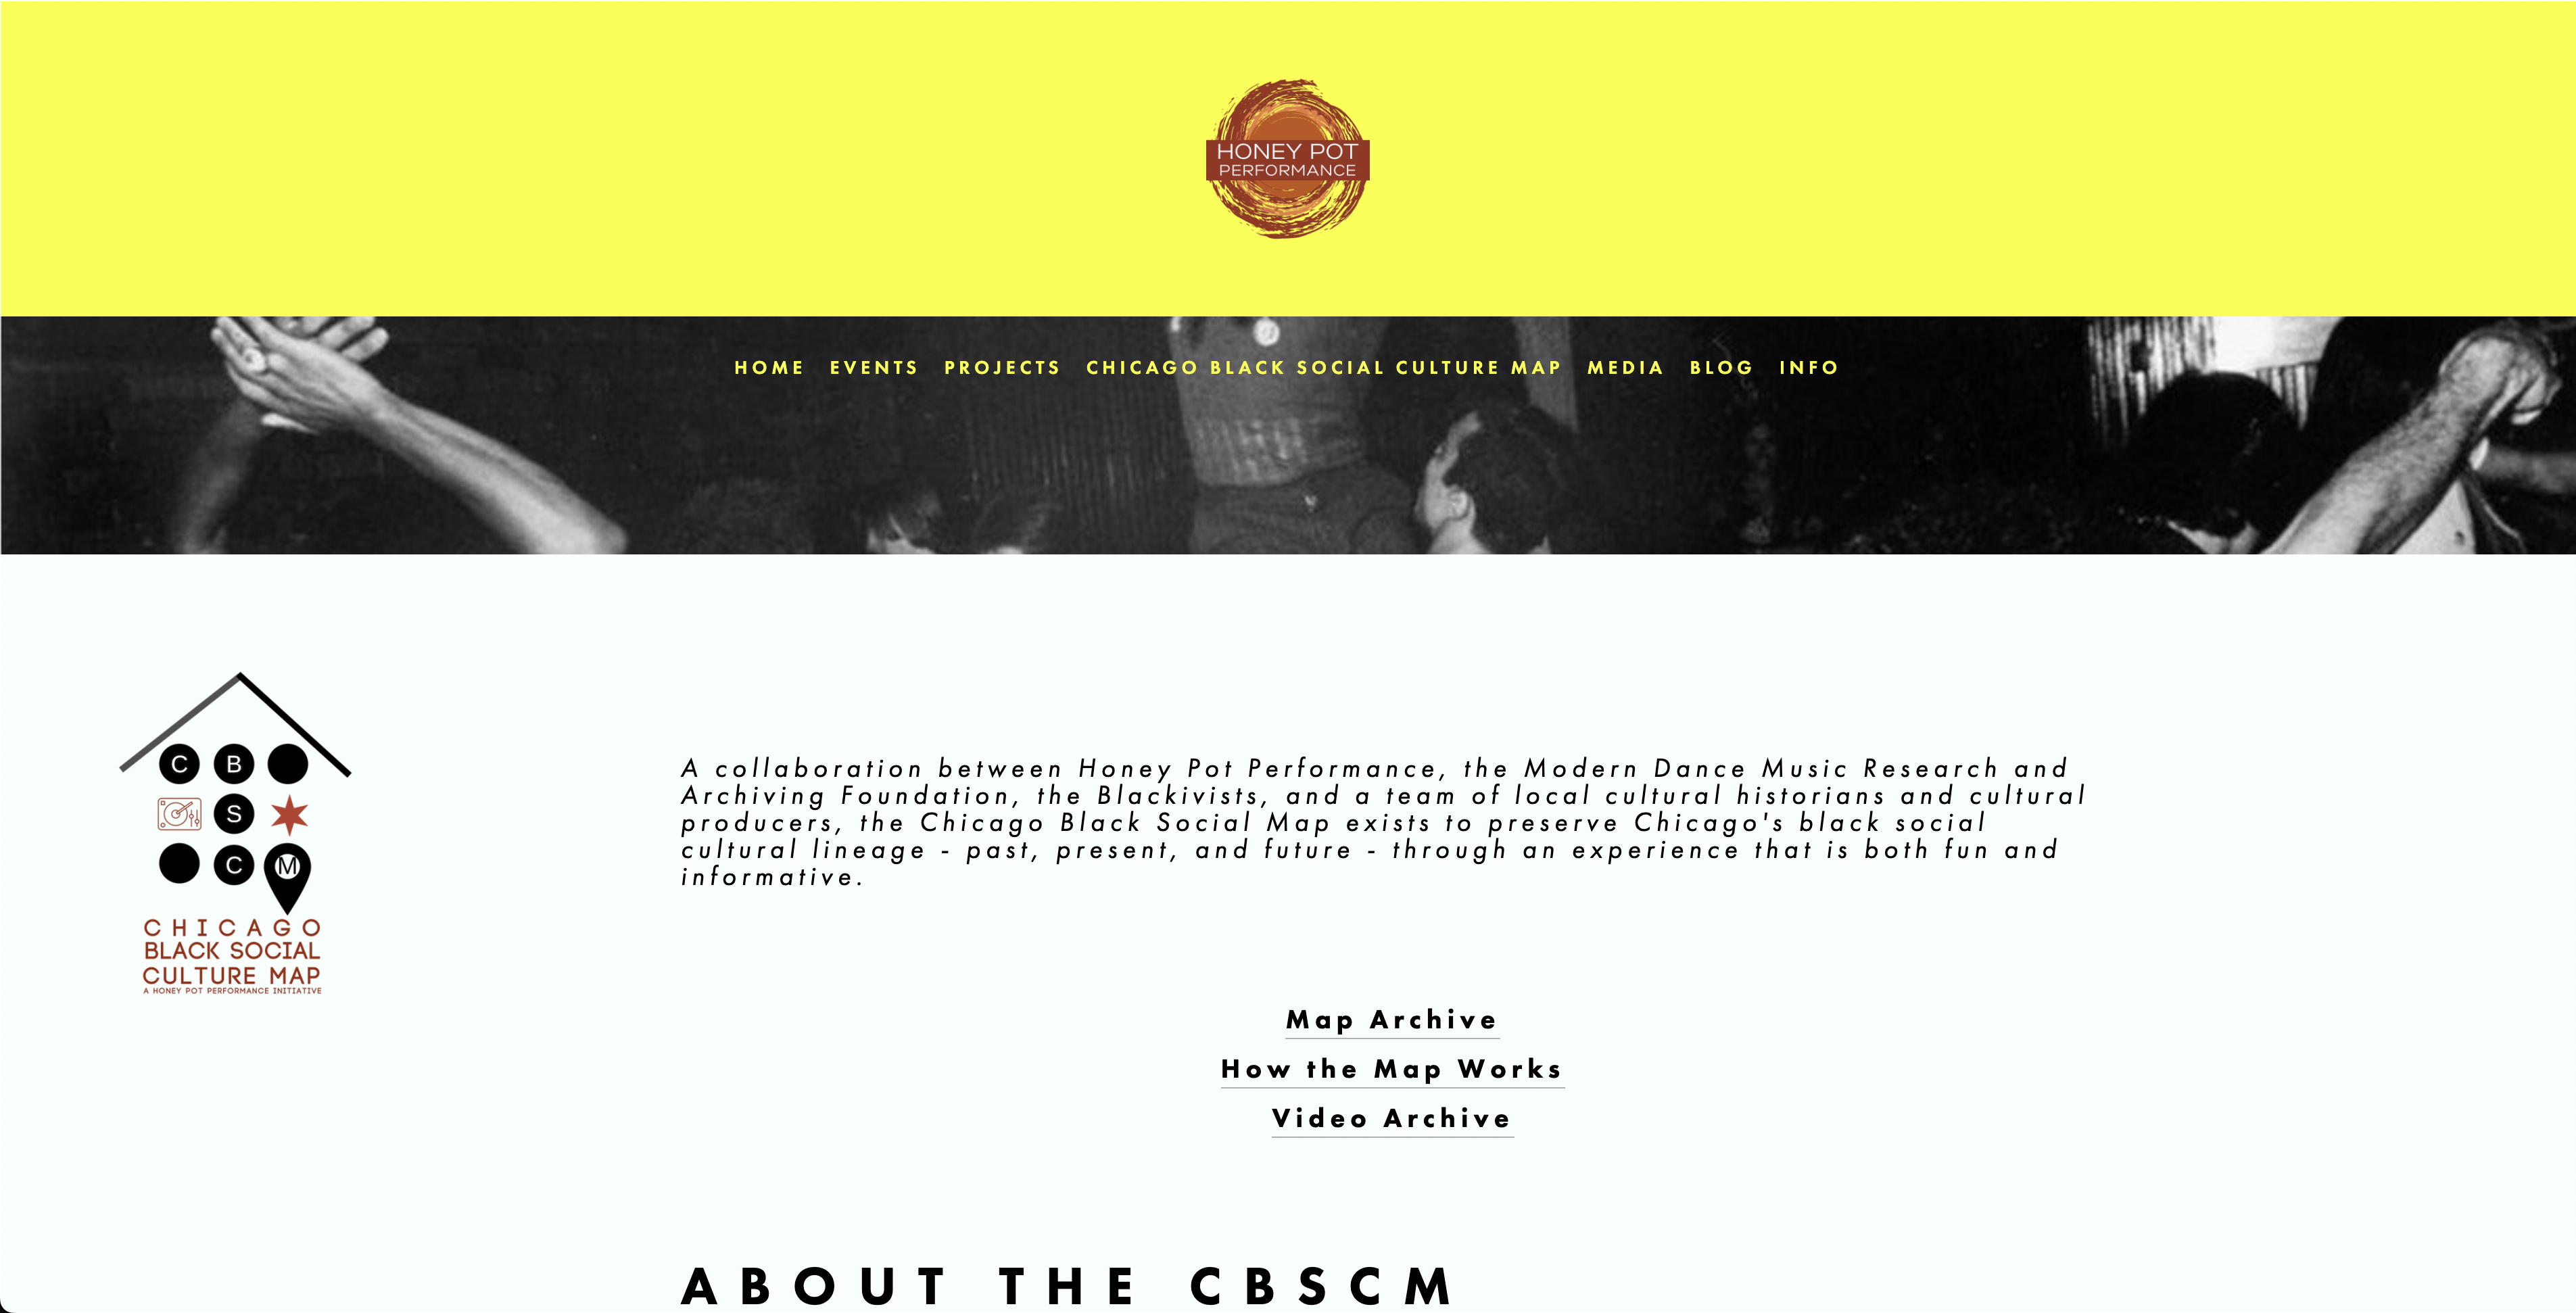 HONEY POT
PERFORMANCE
HOME EVENTS PROJECTS CHICAGO BLACK SOCIAL CULTURE MAP MEDIA BLOG INFO
C B
S
C M
CHICAGO
BLACK SOCIAL
CULTURE MAP
A HONEY POT PERFORMANCE INITIATIVE
A collaboration between Honey Pot Performance, the Modern Dance Music Research and
Archiving Foundation, the Blackivists, and a team of local cultural historians and cultural
producers, the Chicago Black Social Map exists to preserve Chicago's black social
cultural lineage - past, present, and future - through an experience that is both fun and
informative.
Map Archive
How the Map Works
Video Archive
ABOUT THE CBSCM